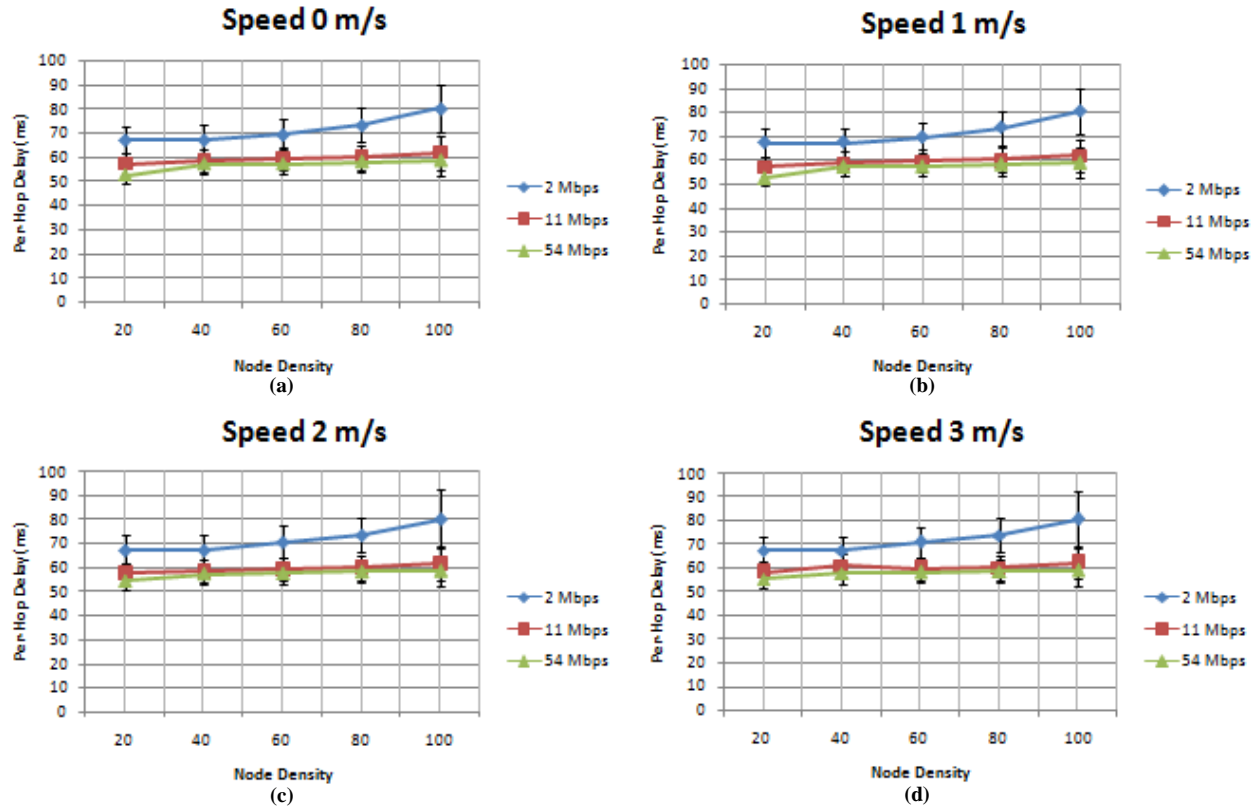 Speed 0 m/s
Per-Hop Delay (ms)
100
90
80
70
60
50
40
30
20
10
0
20 40 60 80 100
Node Density
2 Mbps
11 Mbps
54 Mbps
(a)
Speed 1 m/s
Per-Hop Delay (ms)
100
90
80
70
60
50
40
30
20
10
0
20 40 60 80 100
Node Density
2 Mbps
11 Mbps
54 Mbps
(b)
Speed 2 m/s
Per-Hop Delay (ms)
100
90
80
70
60
50
40
30
20
10
0
20 40 60 80 100
Node Density
2 Mbps
11 Mbps
54 Mbps
(c)
Speed 3 m/s
Per-Hop Delay (ms)
100
90
80
70
60
50
40
30
20
10
0
20 40 60 80 100
Node Density
2 Mbps
11 Mbps
54 Mbps
(d)